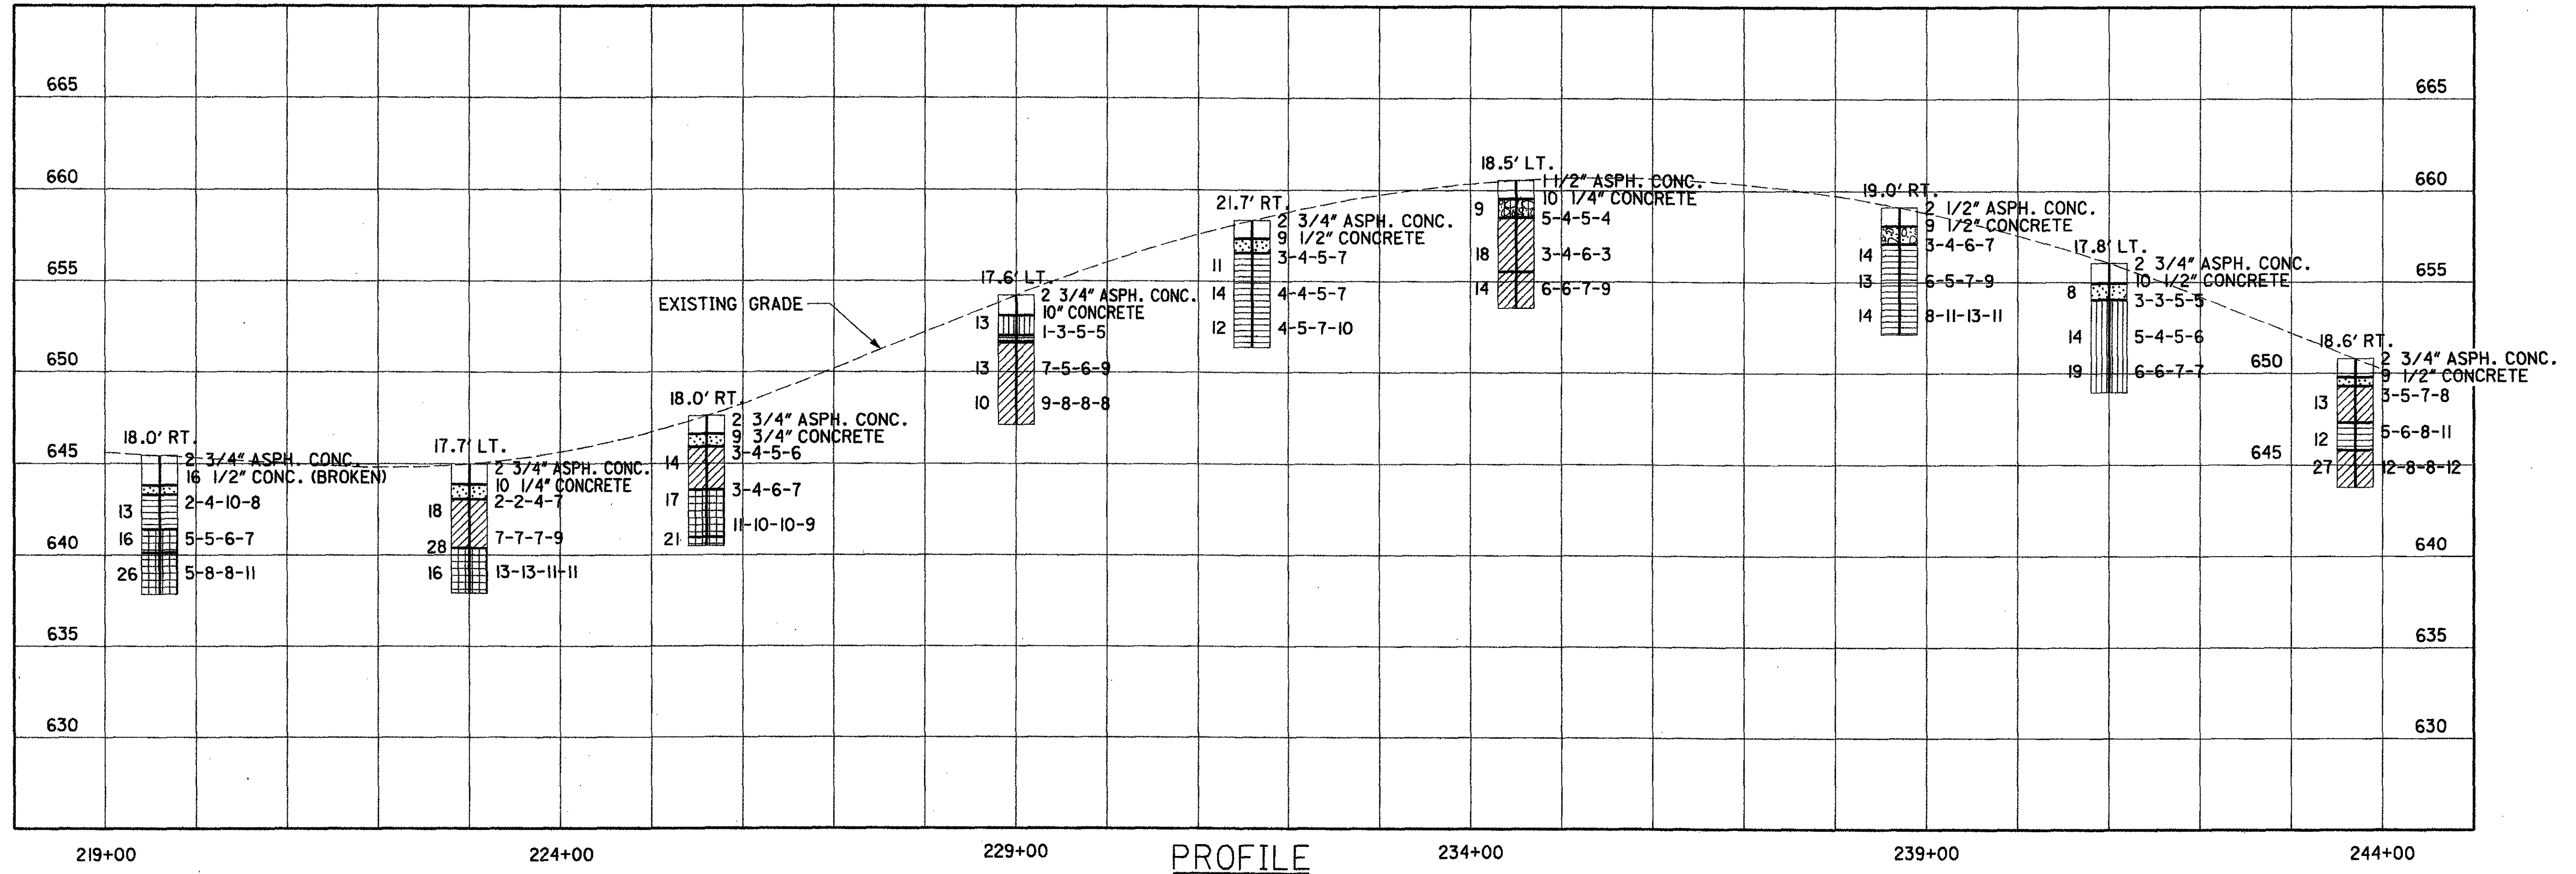 665
665
660
660
655
655
650
650
645
645
640
640
635
635
630
630
EXISTING GRADE
18.0' RT.
2 3/4" ASPH. CONC.
16 1/2" CONC. (BROKEN)
13
2-4-10-8
16
5-5-6-7
26
5-8-8-11
17.7' LT.
2 3/4" ASPH. CONC.
10 1/4" CONCRETE
18
2-2-4-7
28
7-7-7-9
16
13-13-11-11
18.0' RT.
2 3/4" ASPH. CONC.
9 3/4" CONCRETE
14
3-4-5-6
17
3-4-6-7
11-10-10-9
21
17.6' LT.
2 3/4" ASPH. CONC.
10" CONCRETE
13
1-3-5-5
13
7-5-6-9
10
9-8-8-8
21.7' RT.
2 3/4" ASPH. CONC.
9 1/2" CONCRETE
11
3-4-5-7
14
4-4-5-7
12
4-5-7-10
18.5' LT.
1 1/2" ASPH. CONC.
10 1/4" CONCRETE
9
5-4-5-4
18
3-4-6-3
14
6-6-7-9
19.0' RT.
2 1/2" ASPH. CONC.
9 1/2" CONCRETE
14
3-4-6-7
13
6-5-7-9
14
8-11-13-11
17.8' LT.
2 3/4" ASPH. CONC.
10 1/2" CONCRETE
8
3-3-5-5
14
5-4-5-6
19
6-6-7-7
18.6' RT.
2 3/4" ASPH. CONC.
9 1/2" CONCRETE
13
3-5-7-8
12
5-6-8-11
27
12-8-8-12
219+00
224+00
229+00
234+00
239+00
244+00
PROFILE